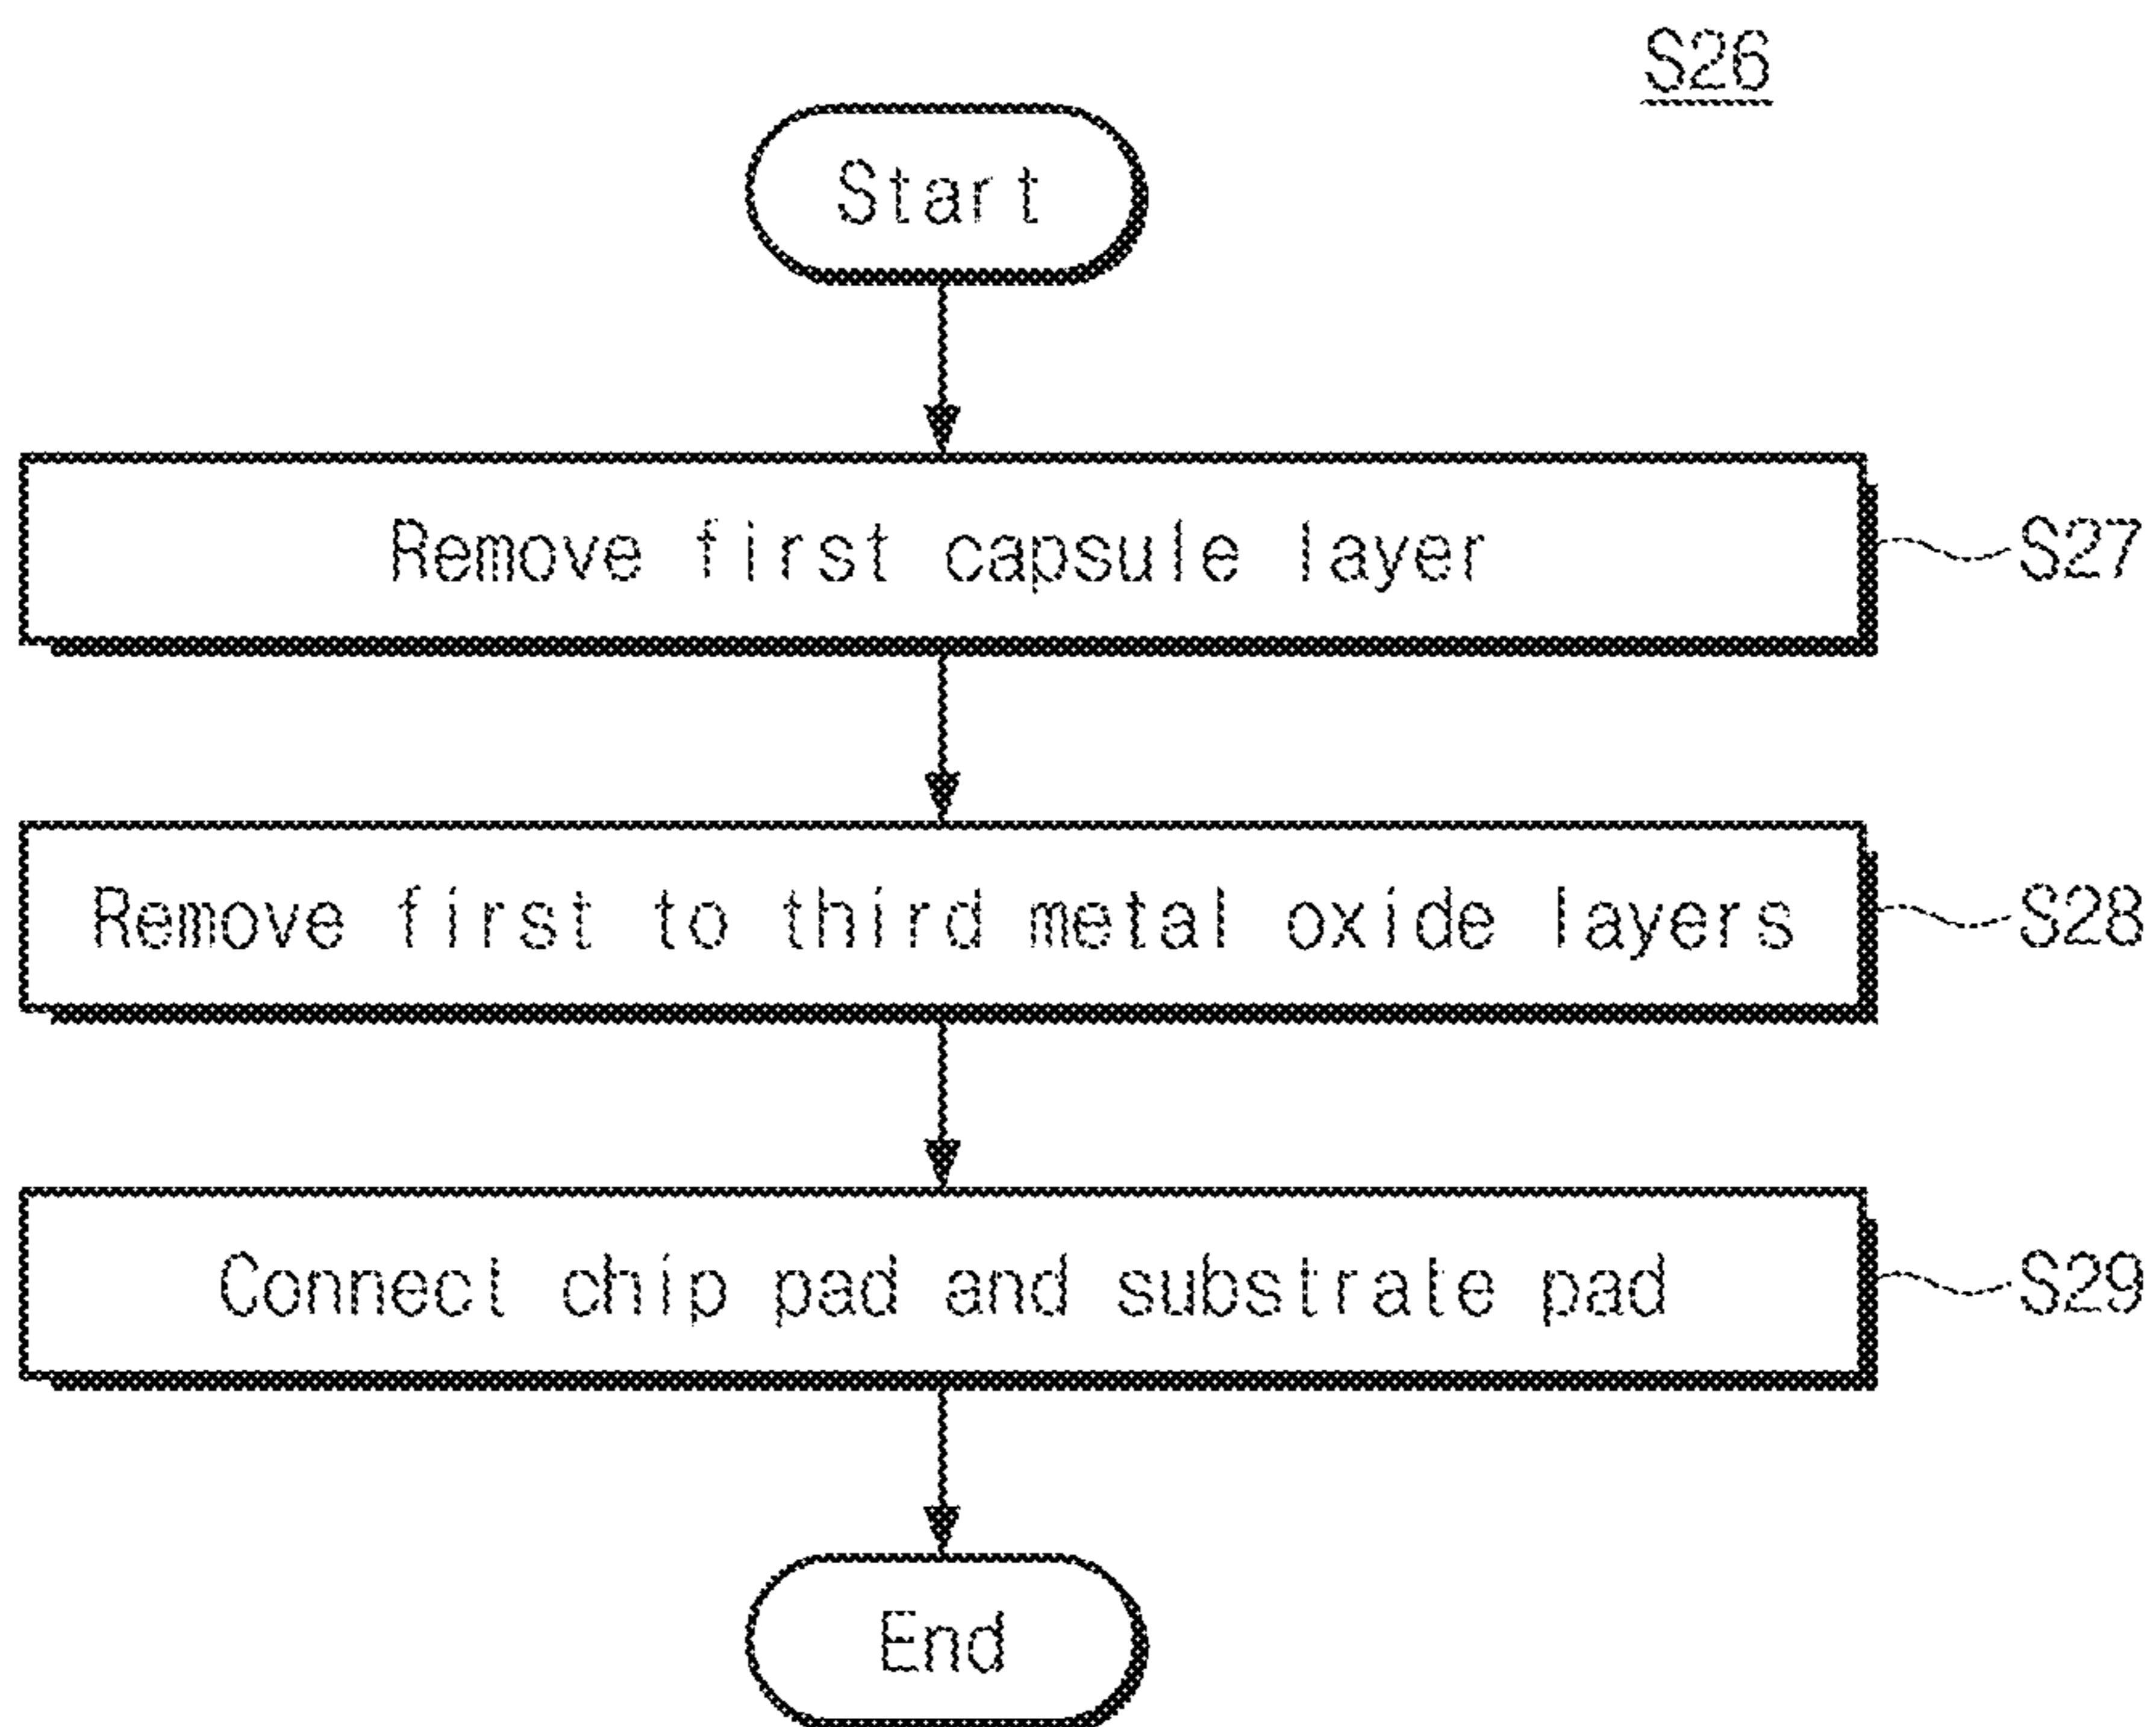 S26
Start
Remove first capsule layer
S27
Remove first to third metal oxide layers
S28
Connect chip pad and substrate pad
S29
End